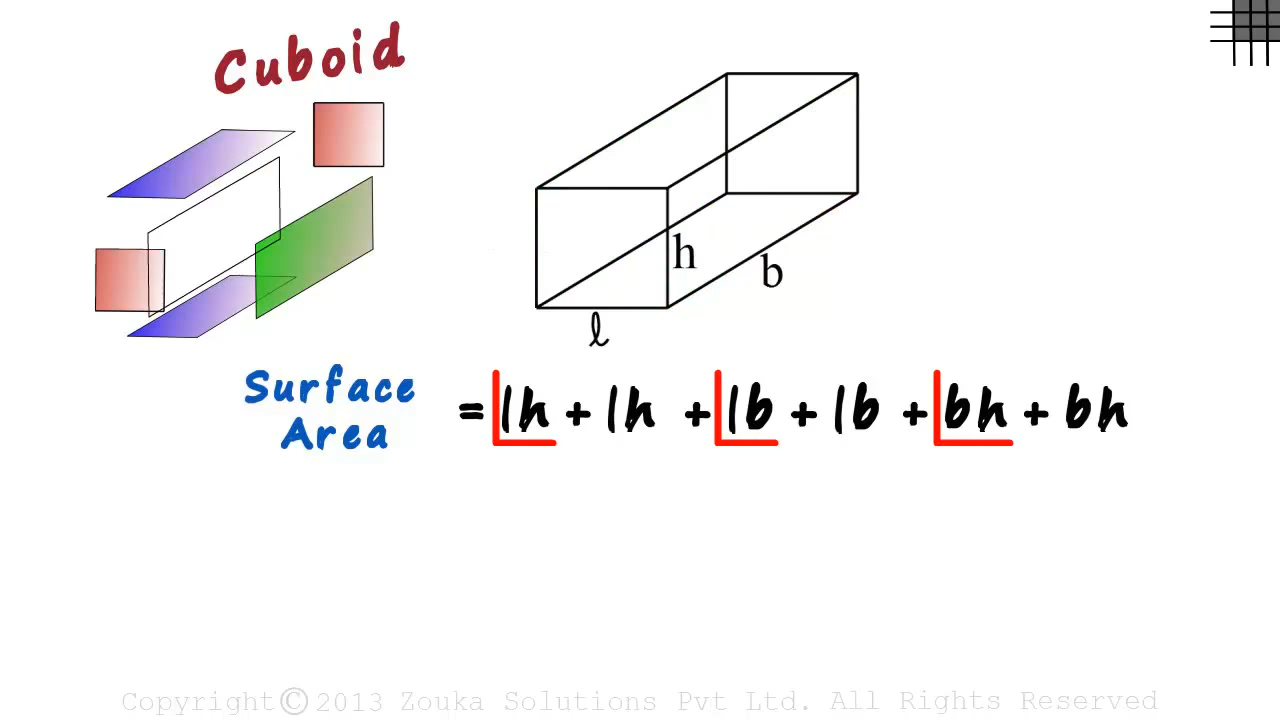 Cuboid
h
b
ℓ
Surface
Area
= lh + lh + lb + lb + bh + bh
Copyright © 2013 Zouka Solutions Pvt Ltd. All Rights Reserved